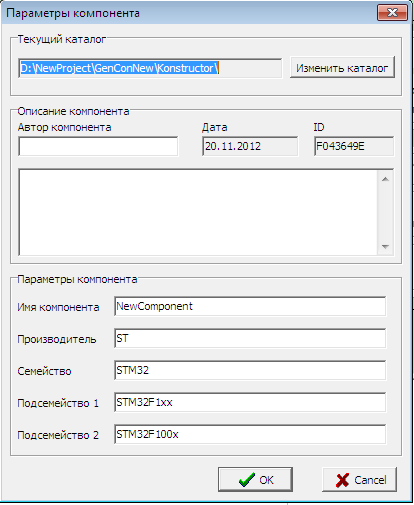 Параметры компонента
Текущий каталог
D:\NewProject\GenConNew\Konstructor\
Изменить каталог
Описание компонента
Автор компонента Дата ID
20.11.2012 F043649E
Параметры компонента
Имя компонента NewComponent
Производитель ST
Семейство STM32
Подсемейство 1 STM32F1xx
Подсемейство 2 STM32F100x
OK Cancel